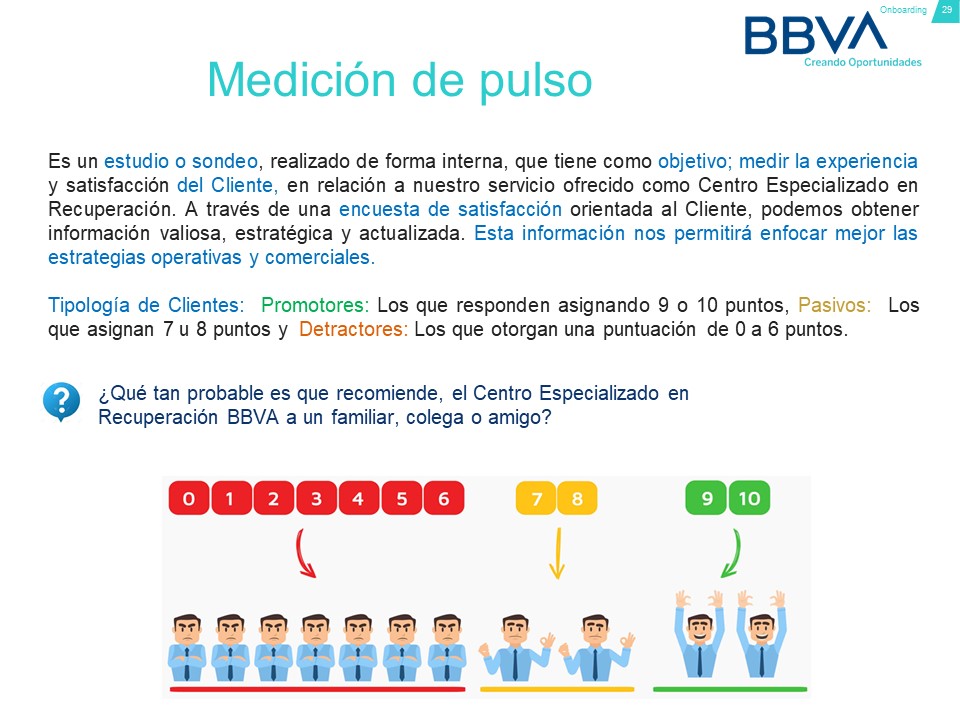 Onboarding 29
BBVA
Creando Oportunidades
Medición de pulso
Es un estudio o sondeo, realizado de forma interna, que tiene como objetivo; medir la experiencia
y satisfacción del Cliente, en relación a nuestro servicio ofrecido como Centro Especializado en
Recuperación. A través de una encuesta de satisfacción orientada al Cliente, podemos obtener
información valiosa, estratégica y actualizada. Esta información nos permitirá enfocar mejor las
estrategias operativas y comerciales.
Tipología de Clientes: Promotores: Los que responden asignando 9 o 10 puntos, Pasivos: Los
que asignan 7 u 8 puntos y Detractores: Los que otorgan una puntuación de 0 a 6 puntos.
?
¿Qué tan probable es que recomiende, el Centro Especializado en
Recuperación BBVA a un familiar, colega o amigo?
0 1 2 3 4 5 6 7 8 9 10